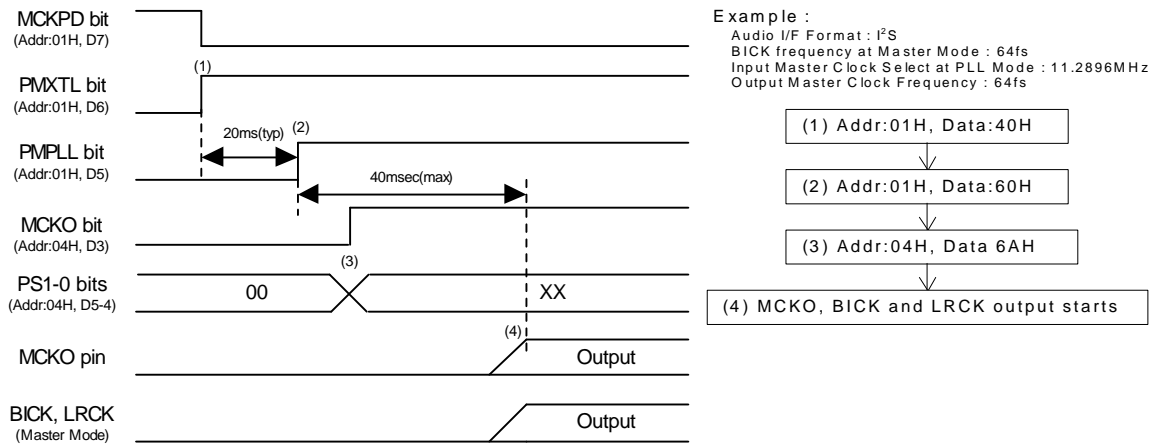 MCKPD bit
(Addr:01H, D7)
(1)
PMXTL bit
(Addr:01H, D6)
20ms(typ)
(2)
PMPLL bit
(Addr:01H, D5)
40msec(max)
MCKO bit
(Addr:04H, D3)
(3)
PS1-0 bits
(Addr:04H, D5-4)
00
XX
(4)
MCKO pin
Output
BICK, LRCK
(Master Mode)
Output
Example :
Audio I/F Format : I²S
BICK frequency at Master Mode : 64fs
Input Master Clock Select at PLL Mode : 11.2896MHz
Output Master Clock Frequency : 64fs
(1) Addr:01H, Data:40H
(2) Addr:01H, Data:60H
(3) Addr:04H, Data 6AH
(4) MCKO, BICK and LRCK output starts